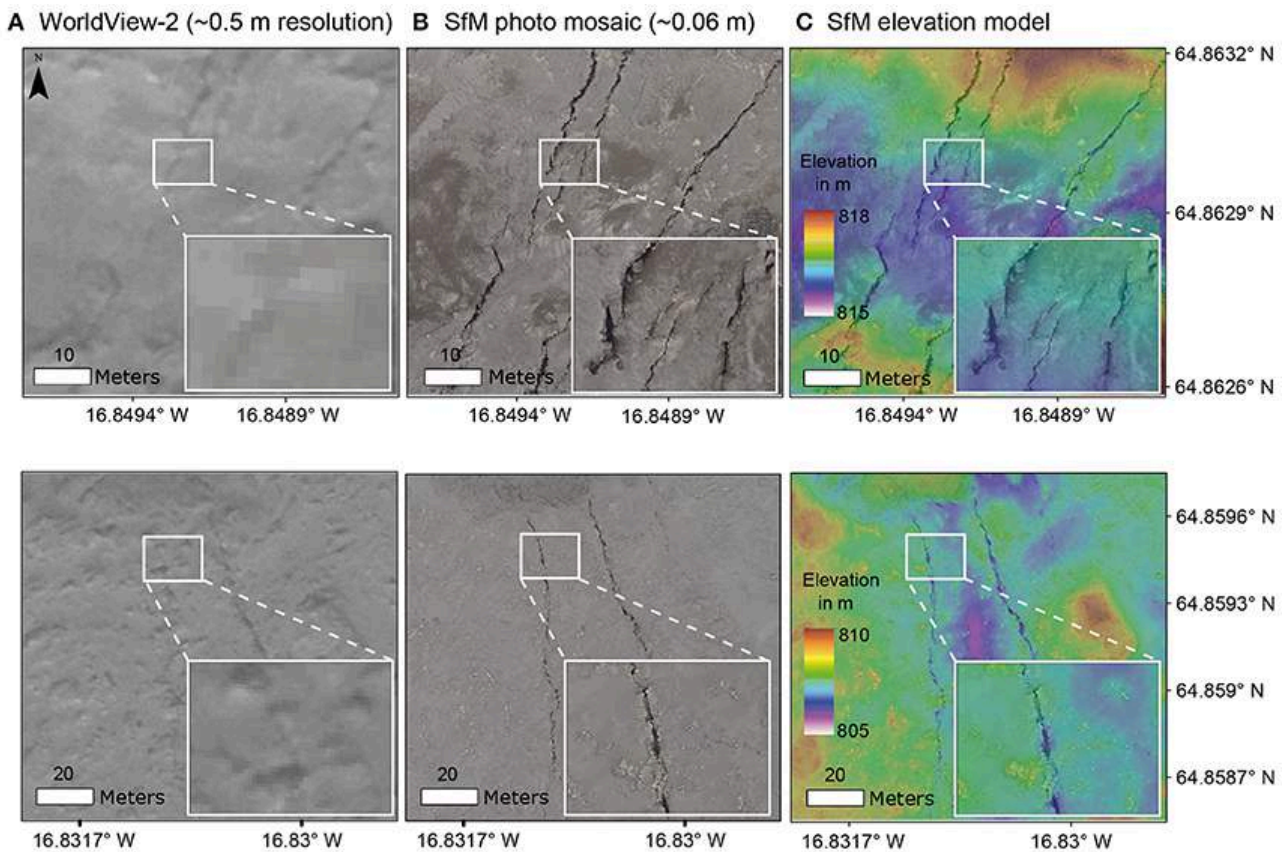 A WorldView-2 (~0.5 m resolution)
B SfM photo mosaic (~0.06 m)
C SfM elevation model
N
10
Meters
16.8494° W
16.8489° W
10
Meters
16.8494° W
16.8489° W
Elevation
in m
818
815
10
Meters
16.8494° W
16.8489° W
64.8632° N
64.8629° N
64.8626° N
20
Meters
16.8317° W
16.83° W
20
Meters
16.8317° W
16.83° W
Elevation
in m
810
805
20
Meters
16.8317° W
16.83° W
64.8596° N
64.8593° N
64.859° N
64.8587° N